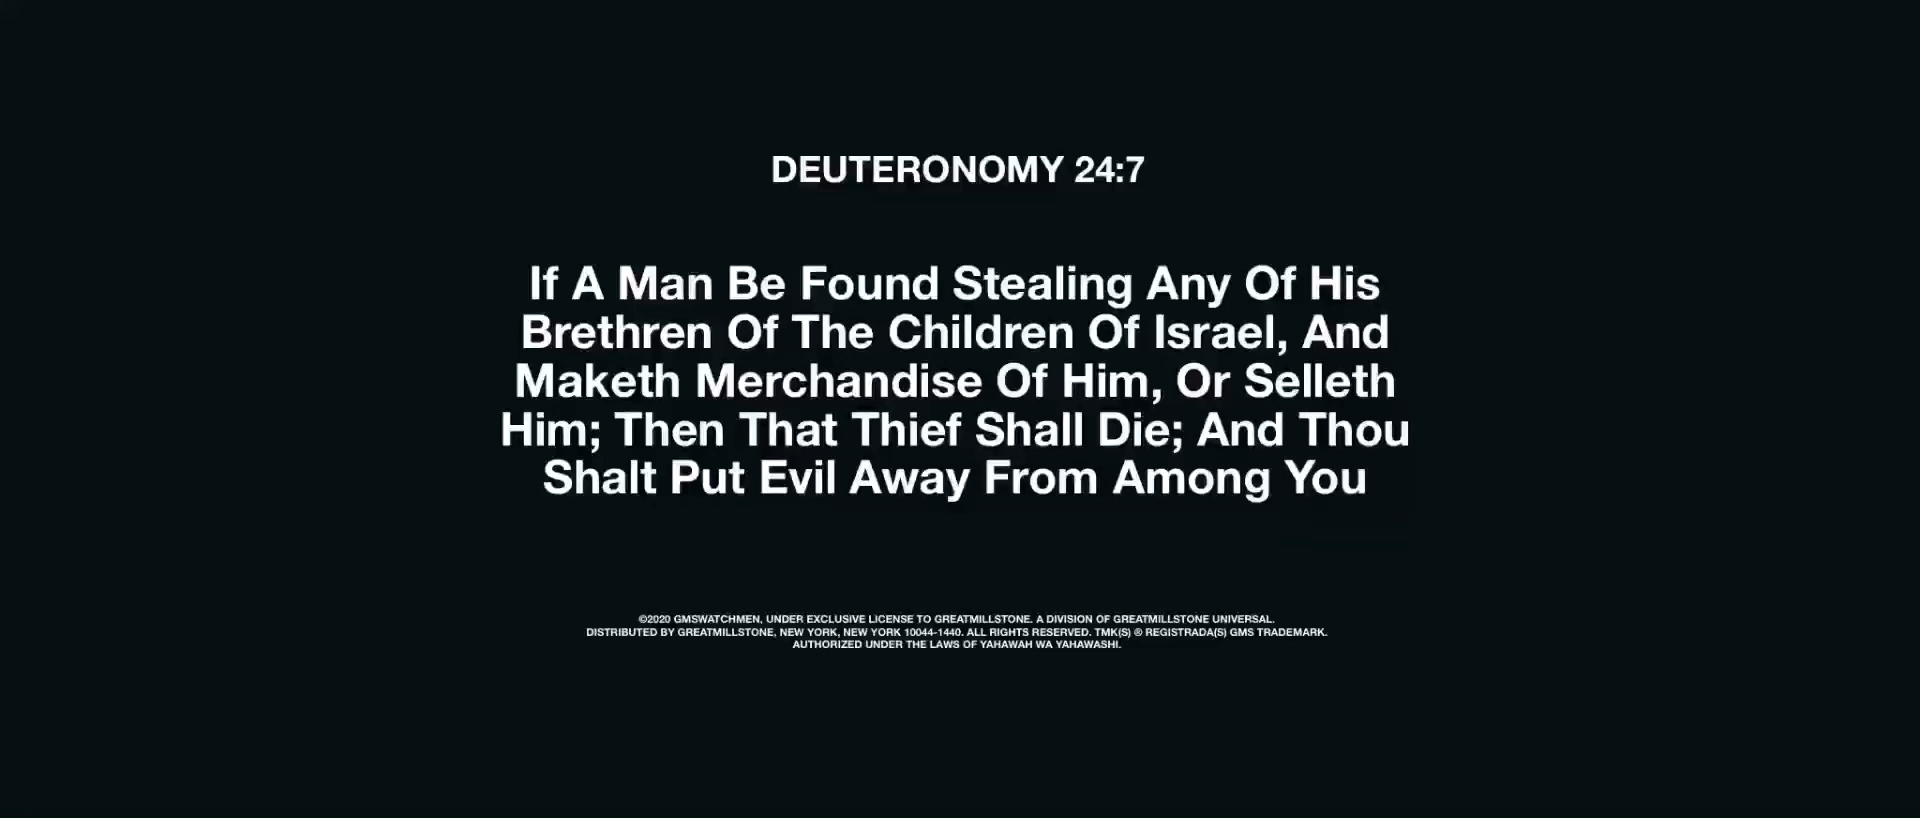 DEUTERONOMY 24:7
If A Man Be Found Stealing Any Of His
Brethren Of The Children Of Israel, And
Maketh Merchandise Of Him, Or Selleth
Him; Then That Thief Shall Die; And Thou
Shalt Put Evil Away From Among You
©2020 GMSWATCHMEN, UNDER EXCLUSIVE LICENSE TO GREATMILLSTONE. A DIVISION OF GREATMILLSTONE UNIVERSAL.
DISTRIBUTED BY GREATMILLSTONE, NEW YORK, NEW YORK 10044-1440. ALL RIGHTS RESERVED. TMK(S) ® REGISTRADA(S) GMS TRADEMARK.
AUTHORIZED UNDER THE LAWS OF YAHAWAH WA YAHAWASHI.